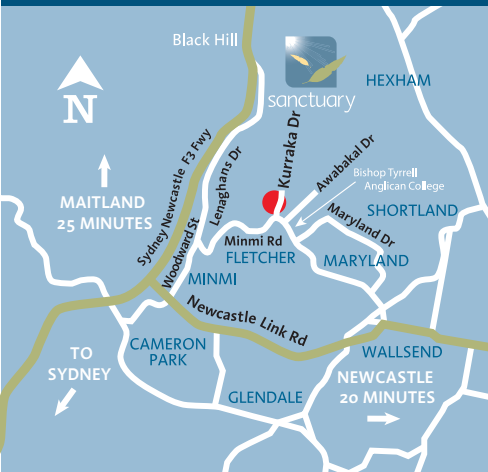 Black Hill
HEXHAM
sanctuary
N
Kurraka Dr
Awabakal Dr
Sydney Newcastle F3 Fwy
Lenaghans Dr
Bishop Tyrrell
Anglican College
MAITLAND
25 MINUTES
SHORTLAND
Maryland Dr
Woodward St
Minmi Rd
FLETCHER
MARYLAND
MINMI
Newcastle Link Rd
CAMERON
PARK
TO
SYDNEY
WALLSEND
NEWCASTLE
20 MINUTES
GLENDALE